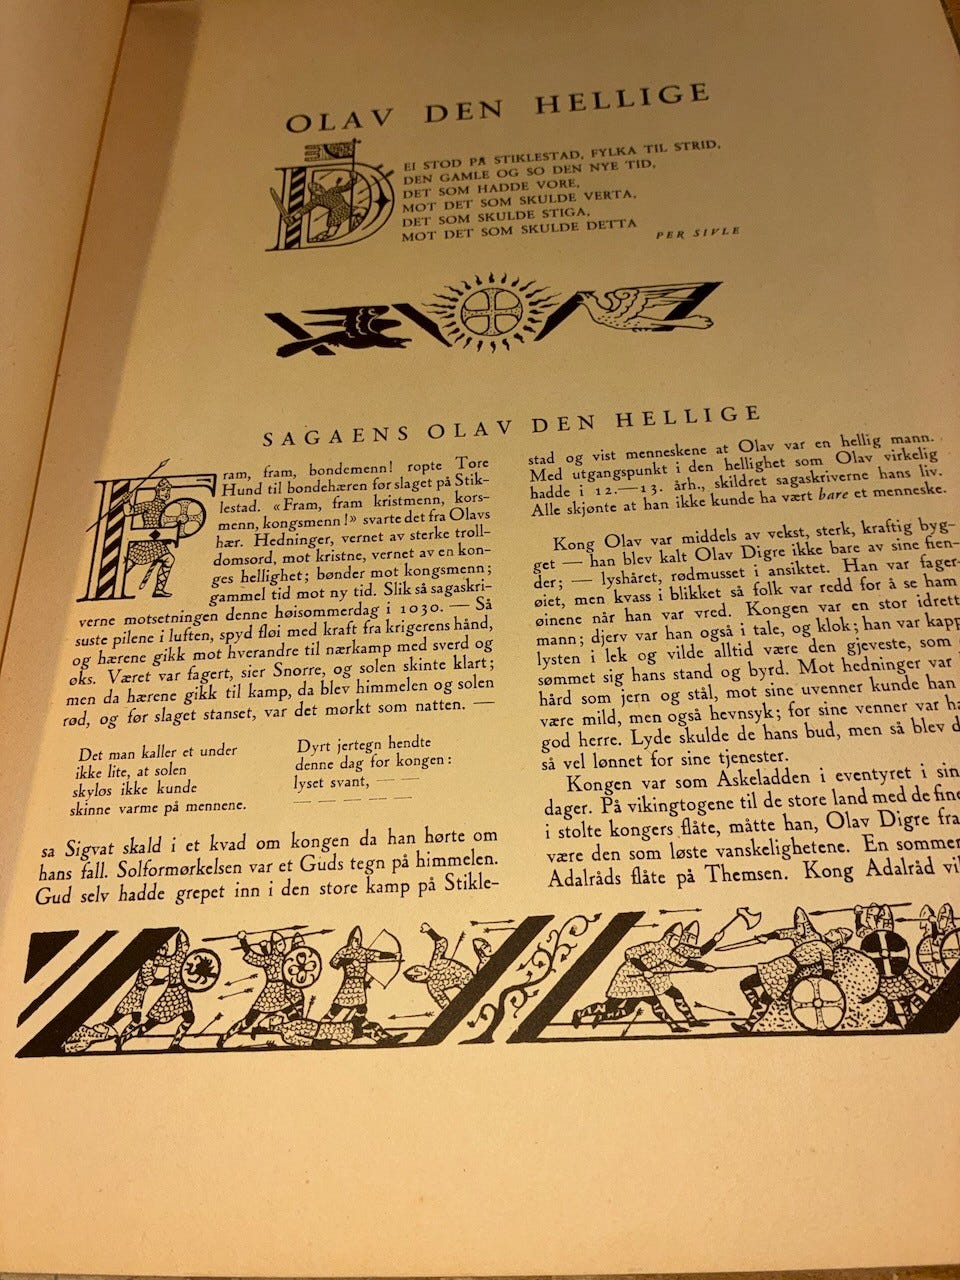 OLAV DEN HELLIGE
DEI STOD PÅ STIKLESTAD, FYLKA TIL STRID,
DEN GAMLE OG SO DEN NYE TID,
DET SOM HADDE VORE,
MOT DET SOM SKULDE VERTA,
DET SOM SKULDE STIGA,
MOT DET SOM SKULDE DETTA
PER SIVLE
SAGAENS OLAV DEN HELLIGE
Fram, fram, bondemenn! ropte Tore
Hund til bondehæren før slaget på Stik-
lestad. «Fram, fram kristmenn, kors-
menn, kongsmenn!» svarte det fra Olavs
hær. Hedninger, vernet av sterke troll-
domsord, mot kristne, vernet av en kon-
ges hellighet; bønder mot kongsmenn;
gammel tid mot ny tid. Slik så sagaskri-
verne motsetningen denne høisommerdag i 1030. — Så
suste pilene i luften, spyd fløi med kraft fra krigerens hånd,
og hærene gikk mot hverandre til nærkamp med sverd og
øks. Været var fagert, sier Snorre, og solen skinte klart;
men da hærene gikk til kamp, da blev himmelen og solen
rød, og før slaget stanset, var det mørkt som natten. —
Det man kaller et under
ikke lite, at solen
skyløs ikke kunde
skinne varme på mennene.
Dyrt jertegn hendte
denne dag for kongen:
lyset svant, — —
— — — — —
sa Sigvat skald i et kvad om kongen da han hørte om
hans fall. Solformørkelsen var et Guds tegn på himmelen.
Gud selv hadde grepet inn i den store kamp på Stikle-
stad og vist menneskene at Olav var en hellig mann.
Med utgangspunkt i den hellighet som Olav virkelig
hadde i 12.—13. årh., skildret sagaskriverne hans liv.
Alle skjønte at han ikke kunde ha vært bare et menneske.
Kong Olav var middels av vekst, sterk, kraftig byg-
get — han blev kalt Olav Digre ikke bare av sine fien-
der; — lyshåret, rødmusset i ansiktet. Han var fager-
øiet, men kvass i blikket så folk var redd for å se ham
øinene når han var vred. Kongen var en stor idrett
mann; djerv var han også i tale, og klok; han var kapp
lysten i lek og vilde alltid være den gjeveste, som
sømmet sig hans stand og byrd. Mot hedninger var
hård som jern og stål, mot sine uvenner kunde han
være mild, men også hevnsyk; for sine venner var ha
god herre. Lyde skulde de hans bud, men så blev d
så vel lønnet for sine tjenester.
Kongen var som Askeladden i eventyret i sin
dager. På vikingtogene til de store land med de fine
i stolte kongers flåte, måtte han, Olav Digre fra
være den som løste vanskelighetene. En sommer
Adalråds flåte på Themsen. Kong Adalråd vil